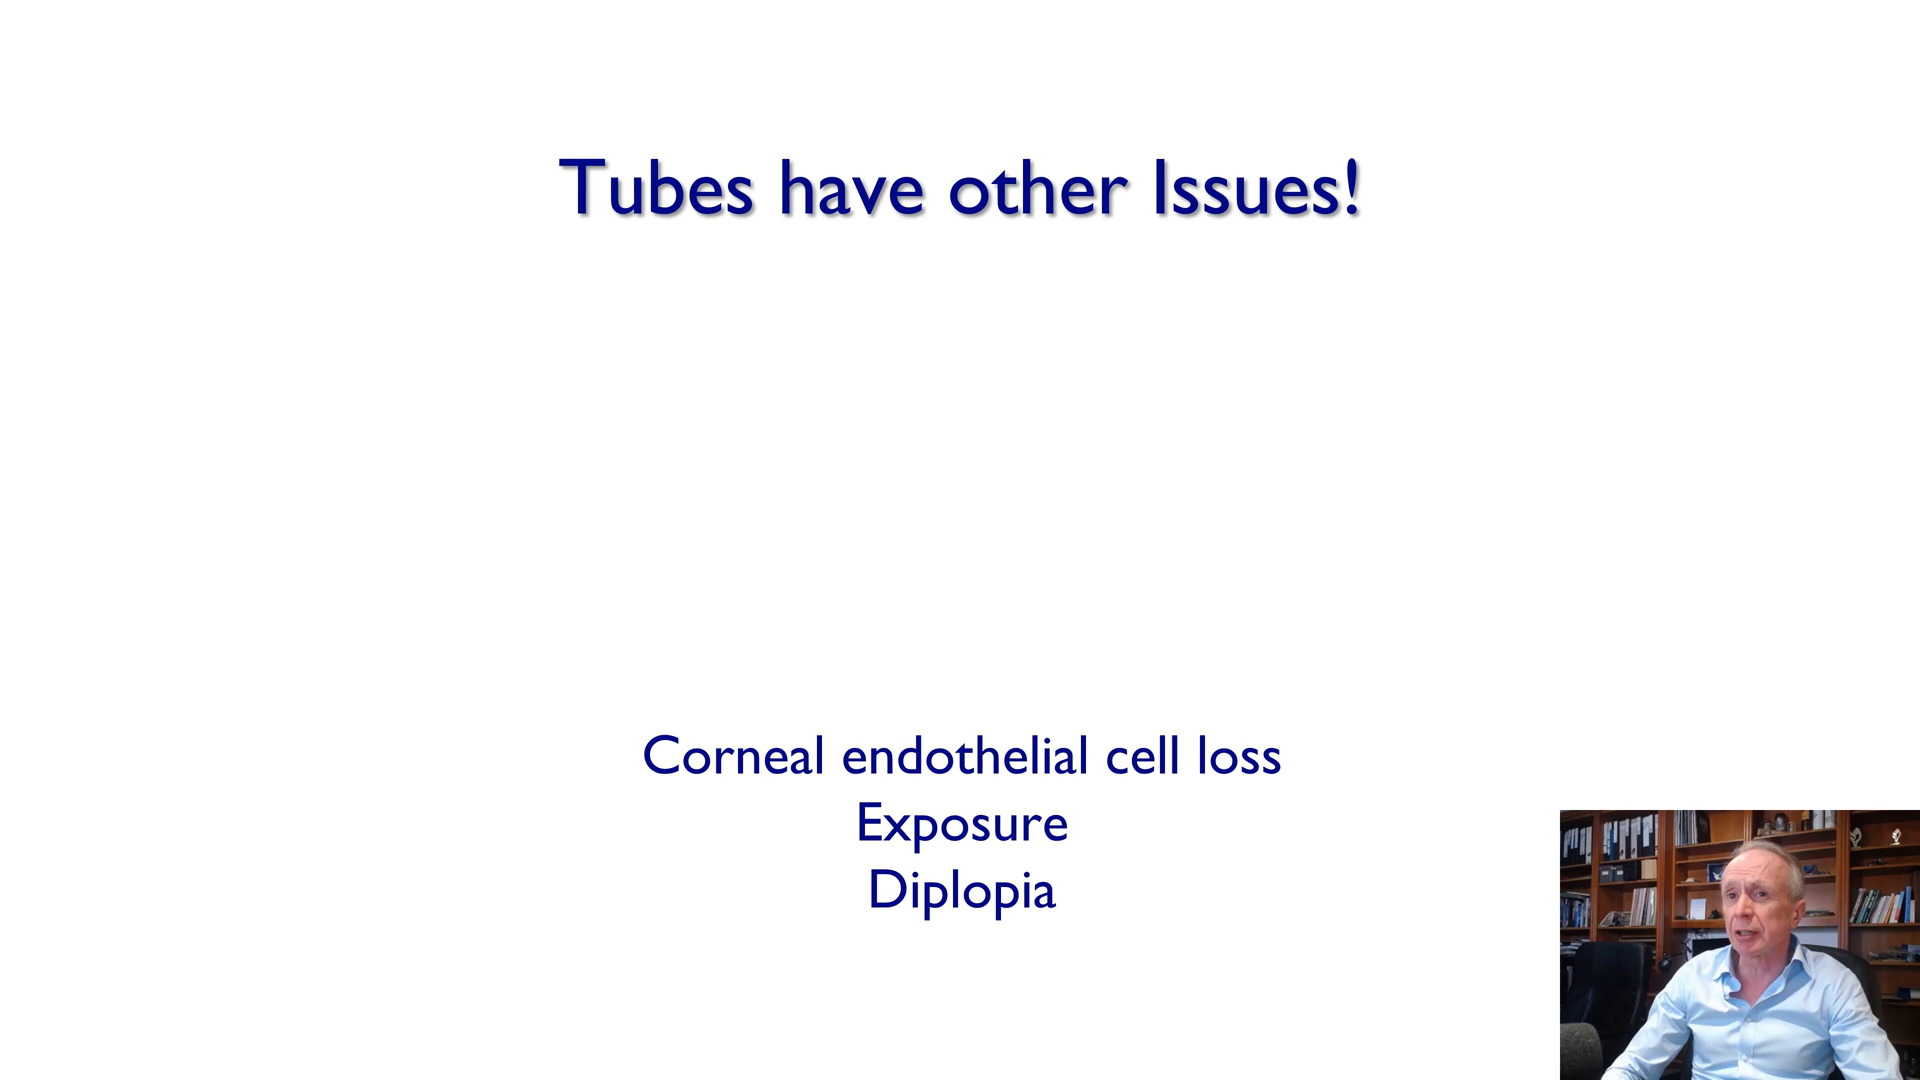 Tubes have other Issues!
Corneal endothelial cell loss
Exposure
Diplopia